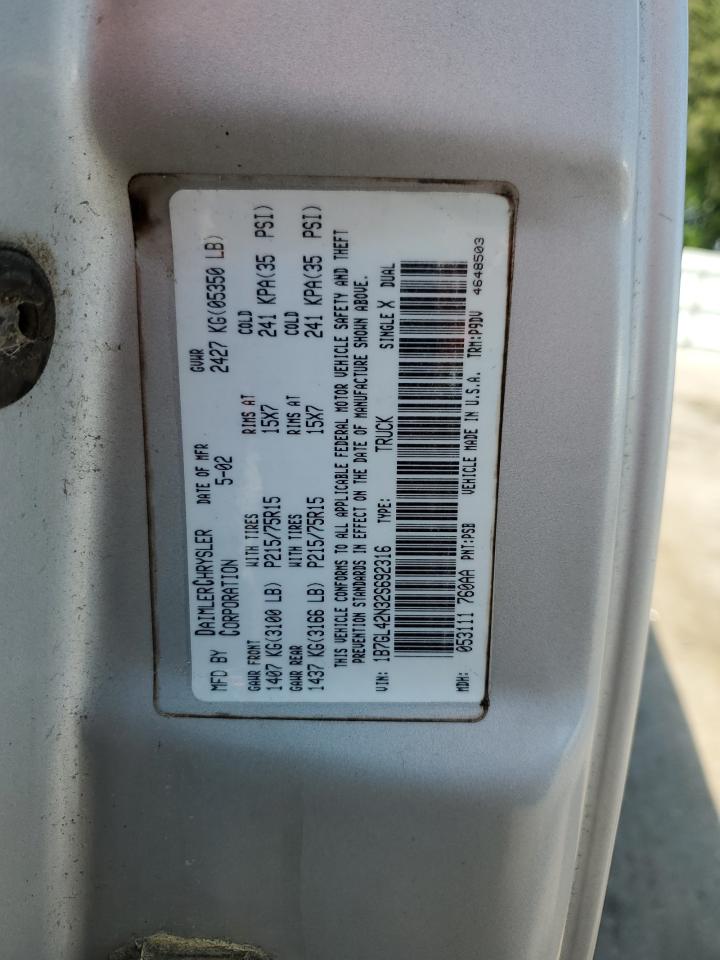 MFD BY DAIMLERCHRYSLER CORPORATION DATE OF MFR 5-02 GVWR 2427 KG(05350 LB)
GAWR FRONT WITH TIRES RIMS AT COLD
1407 KG(3100 LB) P215/75R15 15X7 241 KPA(35 PSI)
GAWR REAR WITH TIRES RIMS AT COLD
1437 KG(3166 LB) P215/75R15 15X7 241 KPA(35 PSI)
THIS VEHICLE CONFORMS TO ALL APPLICABLE FEDERAL MOTOR VEHICLE SAFETY AND THEFT
PREVENTION STANDARDS IN EFFECT ON THE DATE OF MANUFACTURE SHOWN ABOVE.
VIN: 1B7GL42N32S692316 TYPE: TRUCK SINGLE X DUAL
MDH: 053111 760AA PNT:PSB VEHICLE MADE IN U.S.A. TRM:P9DV 4648503